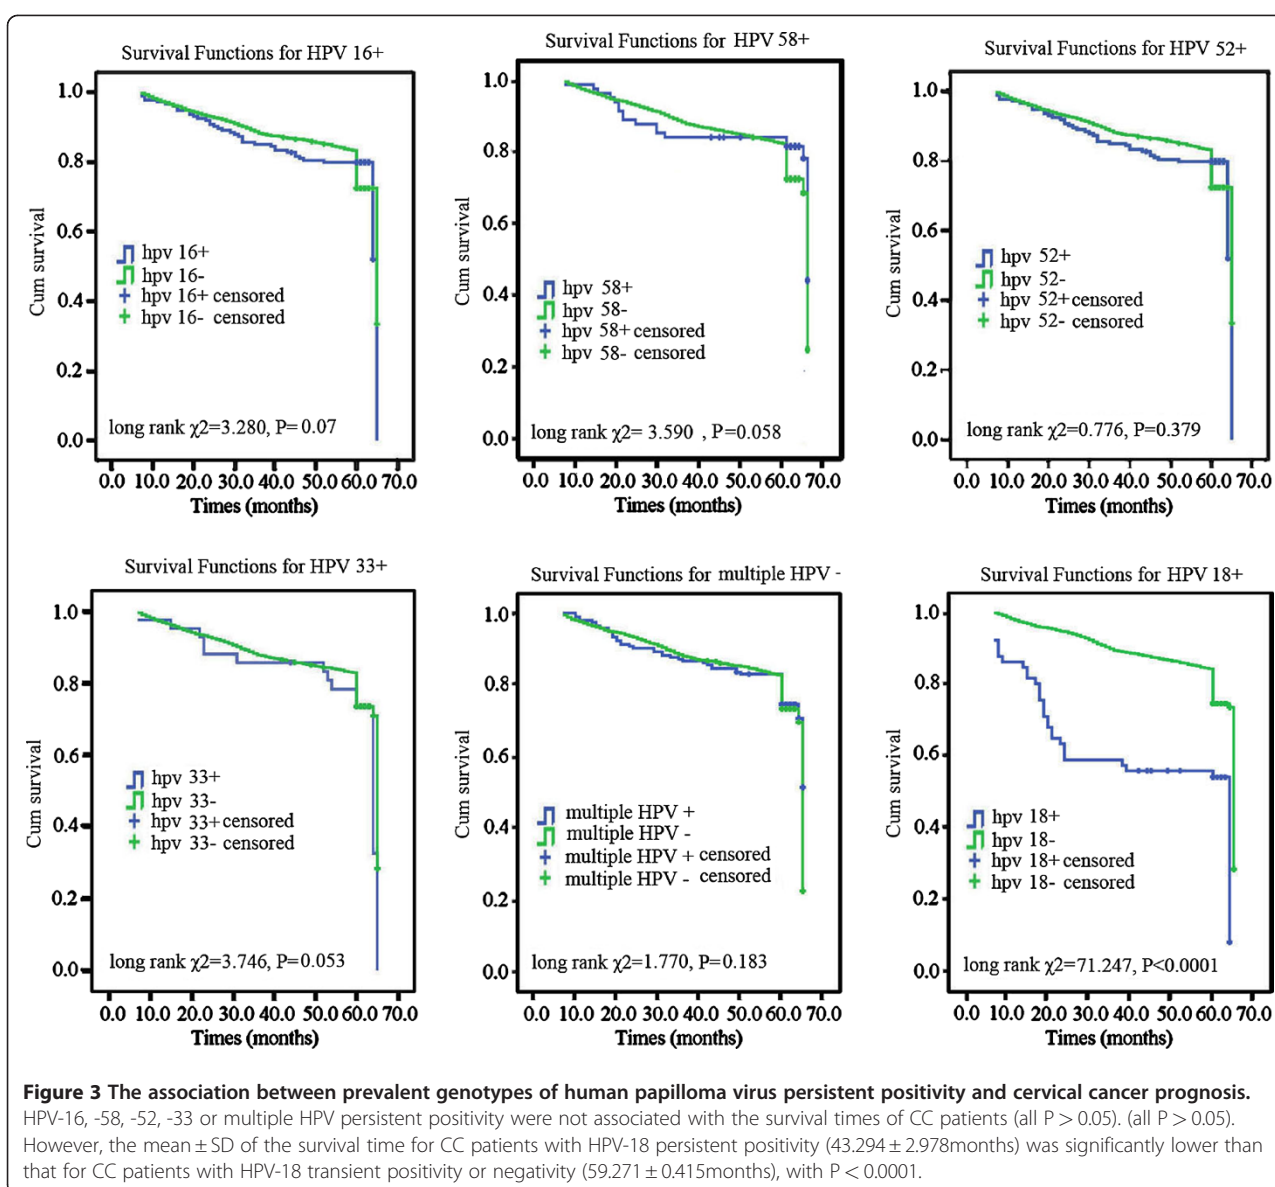 Survival Functions for HPV 16+
1.0
0.8
0.6
0.4
0.2
0.0
Cum survival
hpv 16+
hpv 16-
hpv 16+ censored
hpv 16- censored
long rank χ2=3.280, P=0.07
0.0 10.0 20.0 30.0 40.0 50.0 60.0 70.0
Times (months)
Survival Functions for HPV 58+
1.0
0.8
0.6
0.4
0.2
0.0
Cum survival
hpv 58+
hpv 58-
hpv 58+ censored
hpv 58- censored
long rank χ2= 3.590 , P=0.058
0.0 10.0 20.0 30.0 40.0 50.0 60.0 70.0
Times (months)
Survival Functions for HPV 52+
1.0
0.8
0.6
0.4
0.2
0.0
Cum survival
hpv 52+
hpv 52-
hpv 52+ censored
hpv 52- censored
long rank χ2=0.776, P=0.379
0.0 10.0 20.0 30.0 40.0 50.0 60.0 70.0
Times (months)
Survival Functions for HPV 33+
1.0
0.8
0.6
0.4
0.2
0.0
Cum survival
hpv 33+
hpv 33-
hpv 33+ censored
hpv 33- censored
long rank χ2=3.746, P=0.053
0.0 10.0 20.0 30.0 40.0 50.0 60.0 70.0
Times (months)
Survival Functions for multiple HPV -
1.0
0.8
0.6
0.4
0.2
0.0
Cum survival
multiple HPV +
multiple HPV -
multiple HPV + censored
multiple HPV - censored
long rank χ2=1.770, P=0.183
0.0 10.0 20.0 30.0 40.0 50.0 60.0 70.0
Times (months)
Survival Functions for HPV 18+
1.0
0.8
0.6
0.4
0.2
0.0
Cum survival
hpv 18+
hpv 18-
hpv 18+ censored
hpv 18- censored
long rank χ2=71.247, P<0.0001
0.0 10.0 20.0 30.0 40.0 50.0 60.0 70.0
Times (months)
Figure 3 The association between prevalent genotypes of human papilloma virus persistent positivity and cervical cancer prognosis.
HPV-16, -58, -52, -33 or multiple HPV persistent positivity were not associated with the survival times of CC patients (all P > 0.05). (all P > 0.05).
However, the mean ± SD of the survival time for CC patients with HPV-18 persistent positivity (43.294 ± 2.978months) was significantly lower than
that for CC patients with HPV-18 transient positivity or negativity (59.271 ± 0.415months), with P < 0.0001.